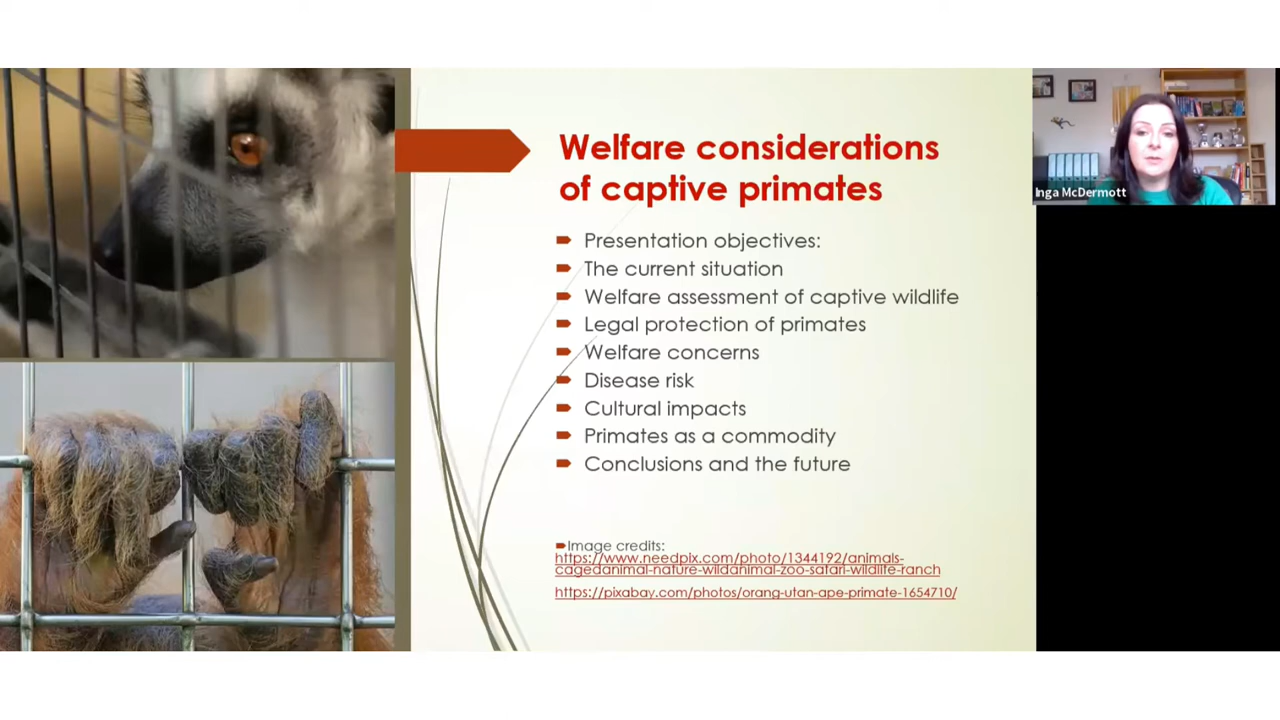 Welfare considerations
of captive primates
Presentation objectives:
The current situation
Welfare assessment of captive wildlife
Legal protection of primates
Welfare concerns
Disease risk
Cultural impacts
Primates as a commodity
Conclusions and the future
Image credits:
https://www.needpix.com/photo/1344192/animals-
cagedanimal-nature-wildanimal-zoo-safari-wildlife-ranch
https://pixabay.com/photos/orang-utan-ape-primate-1654710/
Inga McDermott